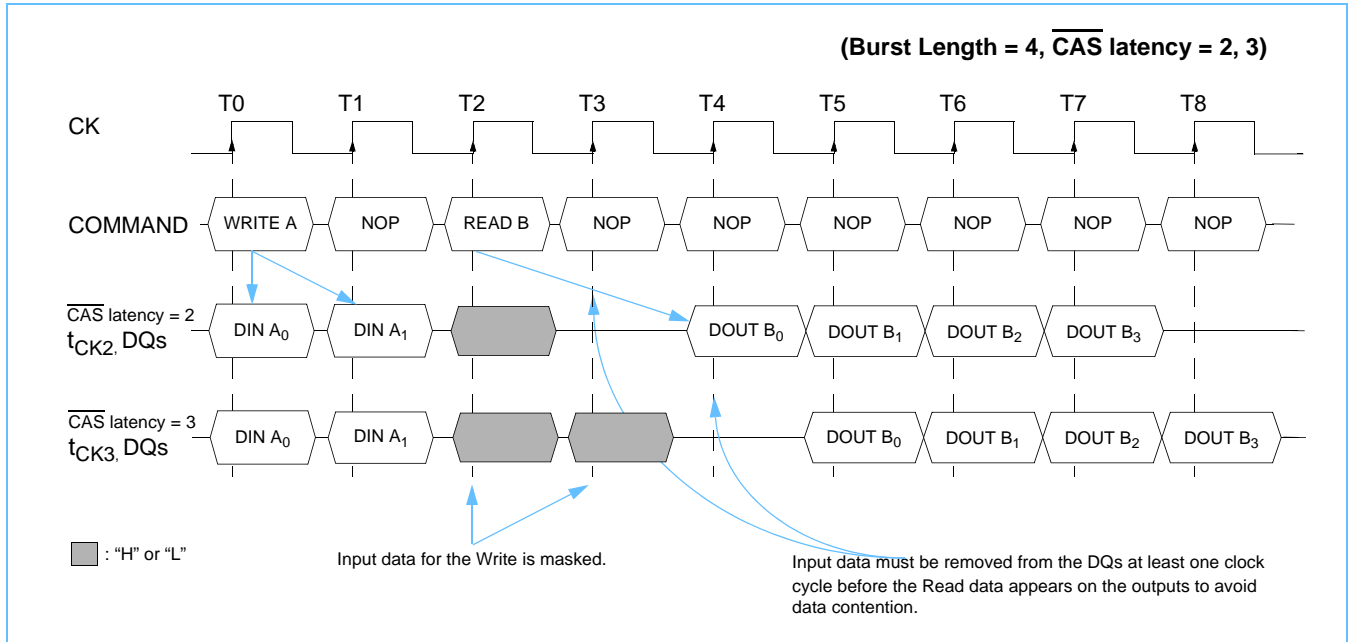 (Burst Length = 4, CAS latency = 2, 3)
T0 T1 T2 T3 T4 T5 T6 T7 T8
CK
COMMAND WRITE A NOP READ B NOP NOP NOP NOP NOP NOP
CAS latency = 2
tCK2, DQs DIN A0 DIN A1 DOUT B0 DOUT B1 DOUT B2 DOUT B3
CAS latency = 3
tCK3, DQs DIN A0 DIN A1 DOUT B0 DOUT B1 DOUT B2 DOUT B3
: “H” or “L”
Input data for the Write is masked.
Input data must be removed from the DQs at least one clock
cycle before the Read data appears on the outputs to avoid
data contention.